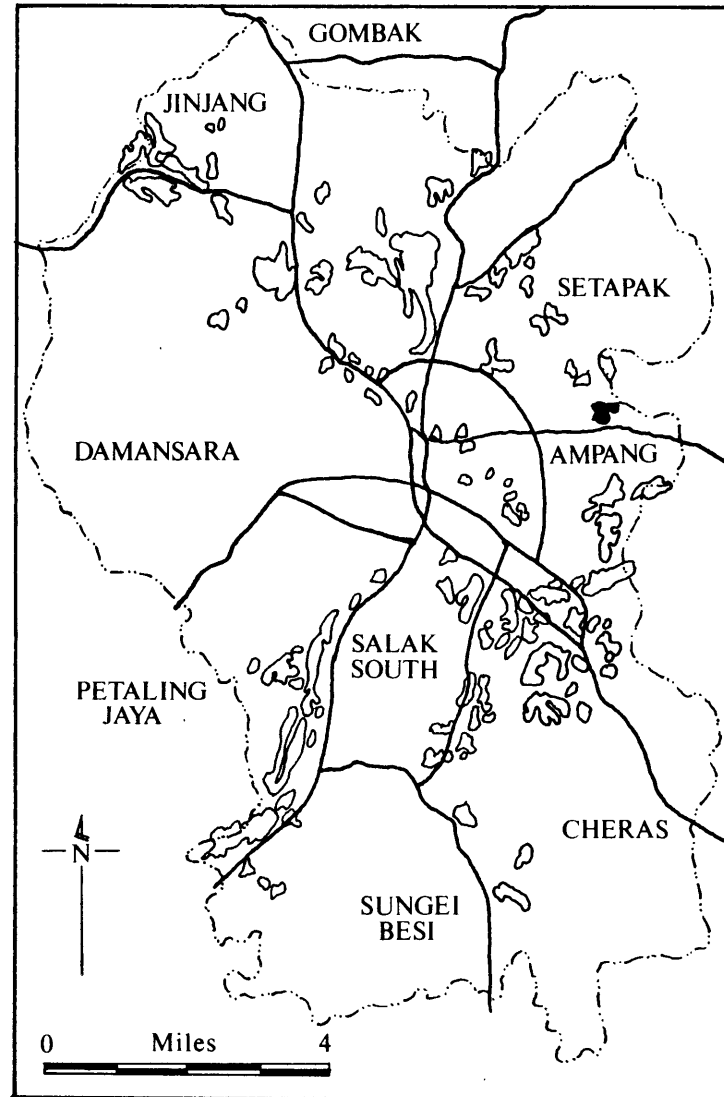 GOMBAK
JINJANG
SETAPAK
DAMANSARA
AMPANG
SALAK
SOUTH
PETALING
JAYA
CHERAS
N
SUNGEI
BESI
0 Miles 4